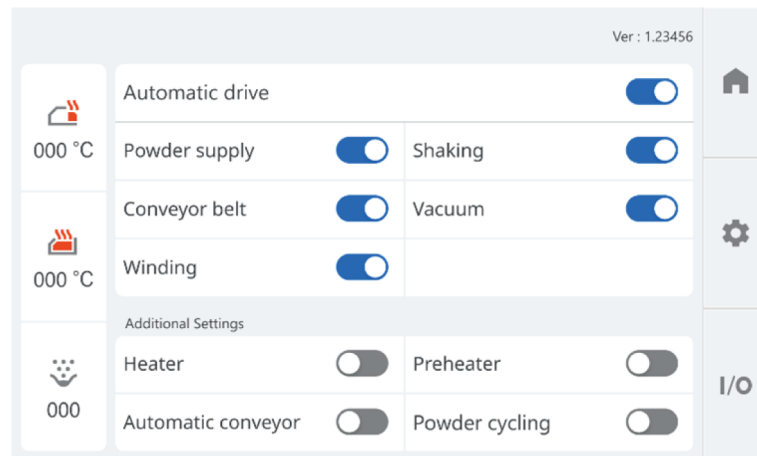 Ver : 1.23456
000 °C
000 °C
000
Automatic drive
Powder supply
Shaking
Conveyor belt
Vacuum
Winding
Additional Settings
Heater
Preheater
Automatic conveyor
Powder cycling
I/O